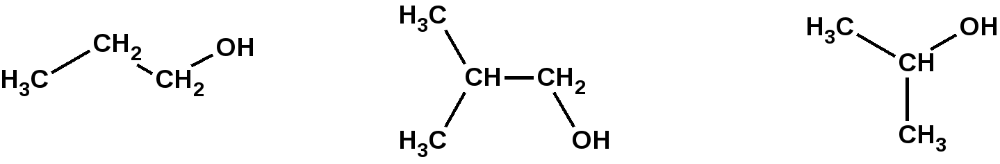 H3C CH2 CH2 OH
H3C
CH CH2
H3C OH
H3C OH
CH
CH3